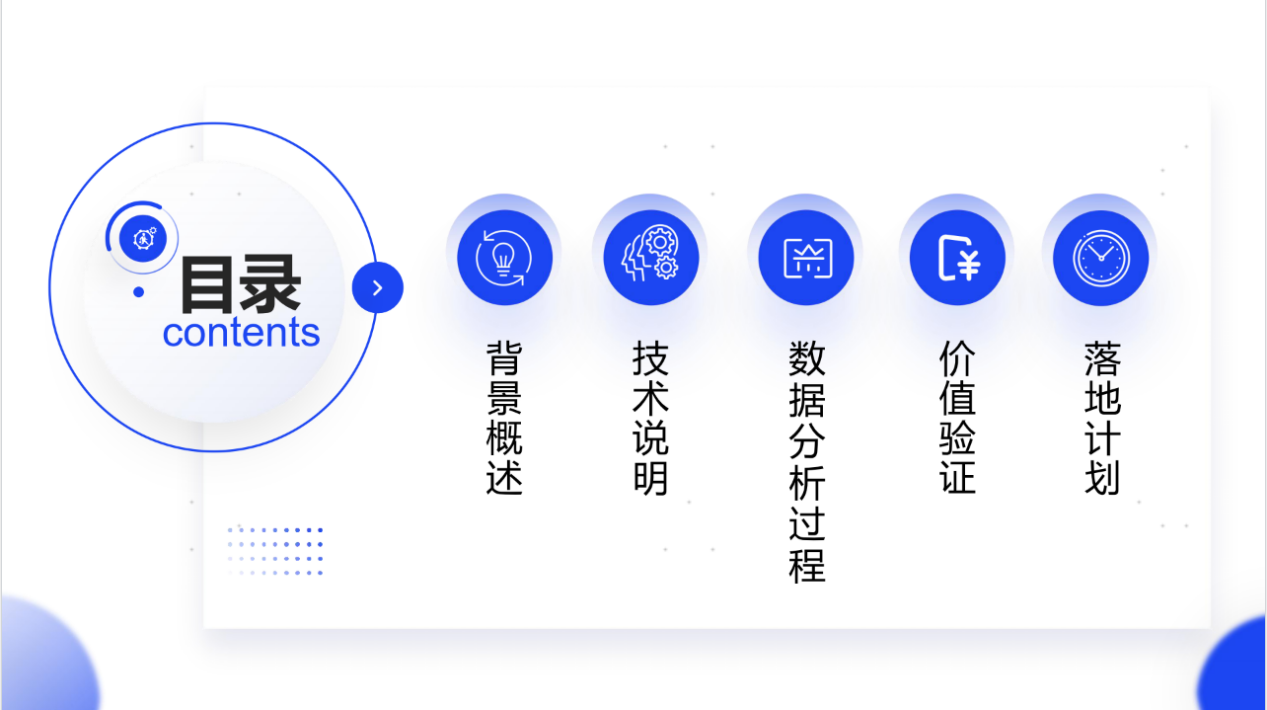 目录
contents
背景概述
技术说明
数据分析过程
价值验证
落地计划